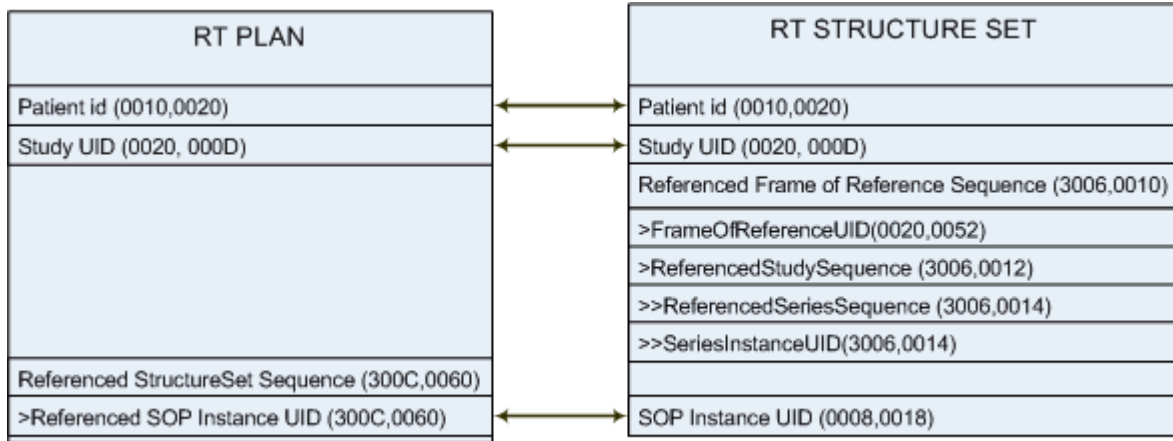 RT PLAN
Patient id (0010,0020)
Study UID (0020, 000D)
Referenced StructureSet Sequence (300C,0060)
>Referenced SOP Instance UID (300C,0060)
RT STRUCTURE SET
Patient id (0010,0020)
Study UID (0020, 000D)
Referenced Frame of Reference Sequence (3006,0010)
>FrameOfReferenceUID(0020,0052)
>ReferencedStudySequence (3006,0012)
>>ReferencedSeriesSequence (3006,0014)
>>SeriesInstanceUID(3006,0014)
SOP Instance UID (0008,0018)